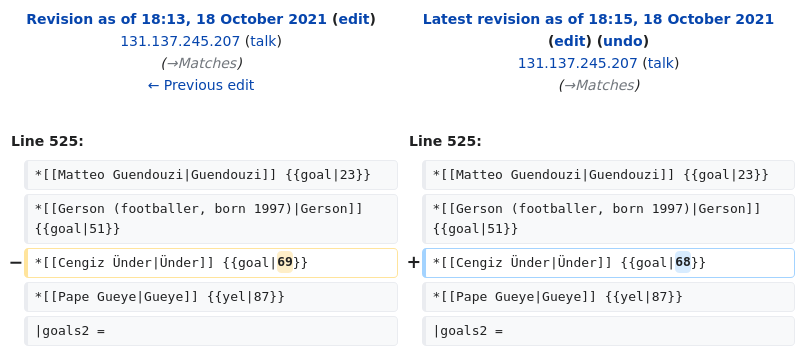 Revision as of 18:13, 18 October 2021 (edit)
131.137.245.207 (talk)
(→Matches)
← Previous edit
Latest revision as of 18:15, 18 October 2021
(edit) (undo)
131.137.245.207 (talk)
(→Matches)
Line 525:
Line 525:
*[[Matteo Guendouzi|Guendouzi]] {{goal|23}}
*[[Matteo Guendouzi|Guendouzi]] {{goal|23}}
*[[Gerson (footballer, born 1997)|Gerson]]
{{goal|51}}
*[[Gerson (footballer, born 1997)|Gerson]]
{{goal|51}}
− *[[Cengiz Ünder|Ünder]] {{goal|69}}
+ *[[Cengiz Ünder|Ünder]] {{goal|68}}
*[[Pape Gueye|Gueye]] {{yel|87}}
*[[Pape Gueye|Gueye]] {{yel|87}}
|goals2 =
|goals2 =